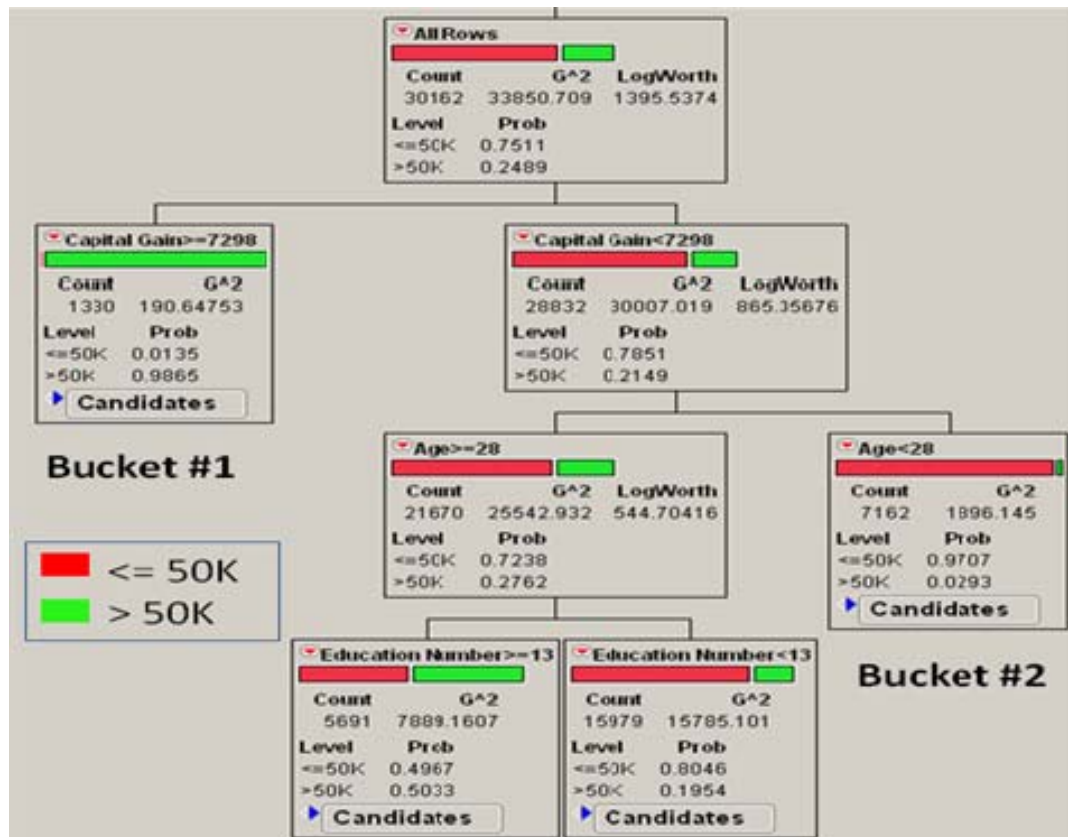 All Rows
Count G^2 LogWorth
30162 33850.709 1395.5374
Level Prob
<=50K 0.7511
>50K 0.2489
Capital Gain>=7298
Count G^2
1330 190.64753
Level Prob
<=50K 0.0135
>50K 0.9865
Candidates
Bucket #1
Capital Gain<7298
Count G^2 LogWorth
28832 30007.019 865.35676
Level Prob
<=50K 0.7851
>50K 0.2149
Age>=28
Count G^2 LogWorth
21670 25542.932 544.70416
Level Prob
<=50K 0.7238
>50K 0.2762
Age<28
Count G^2
7162 1896.145
Level Prob
<=50K 0.9707
>50K 0.0293
Candidates
Bucket #2
<= 50K
> 50K
Education Number>=13
Count G^2
5691 7889.1607
Level Prob
<=50K 0.4967
>50K 0.5033
Candidates
Education Number<13
Count G^2
15979 15785.101
Level Prob
<=50K 0.8046
>50K 0.1954
Candidates